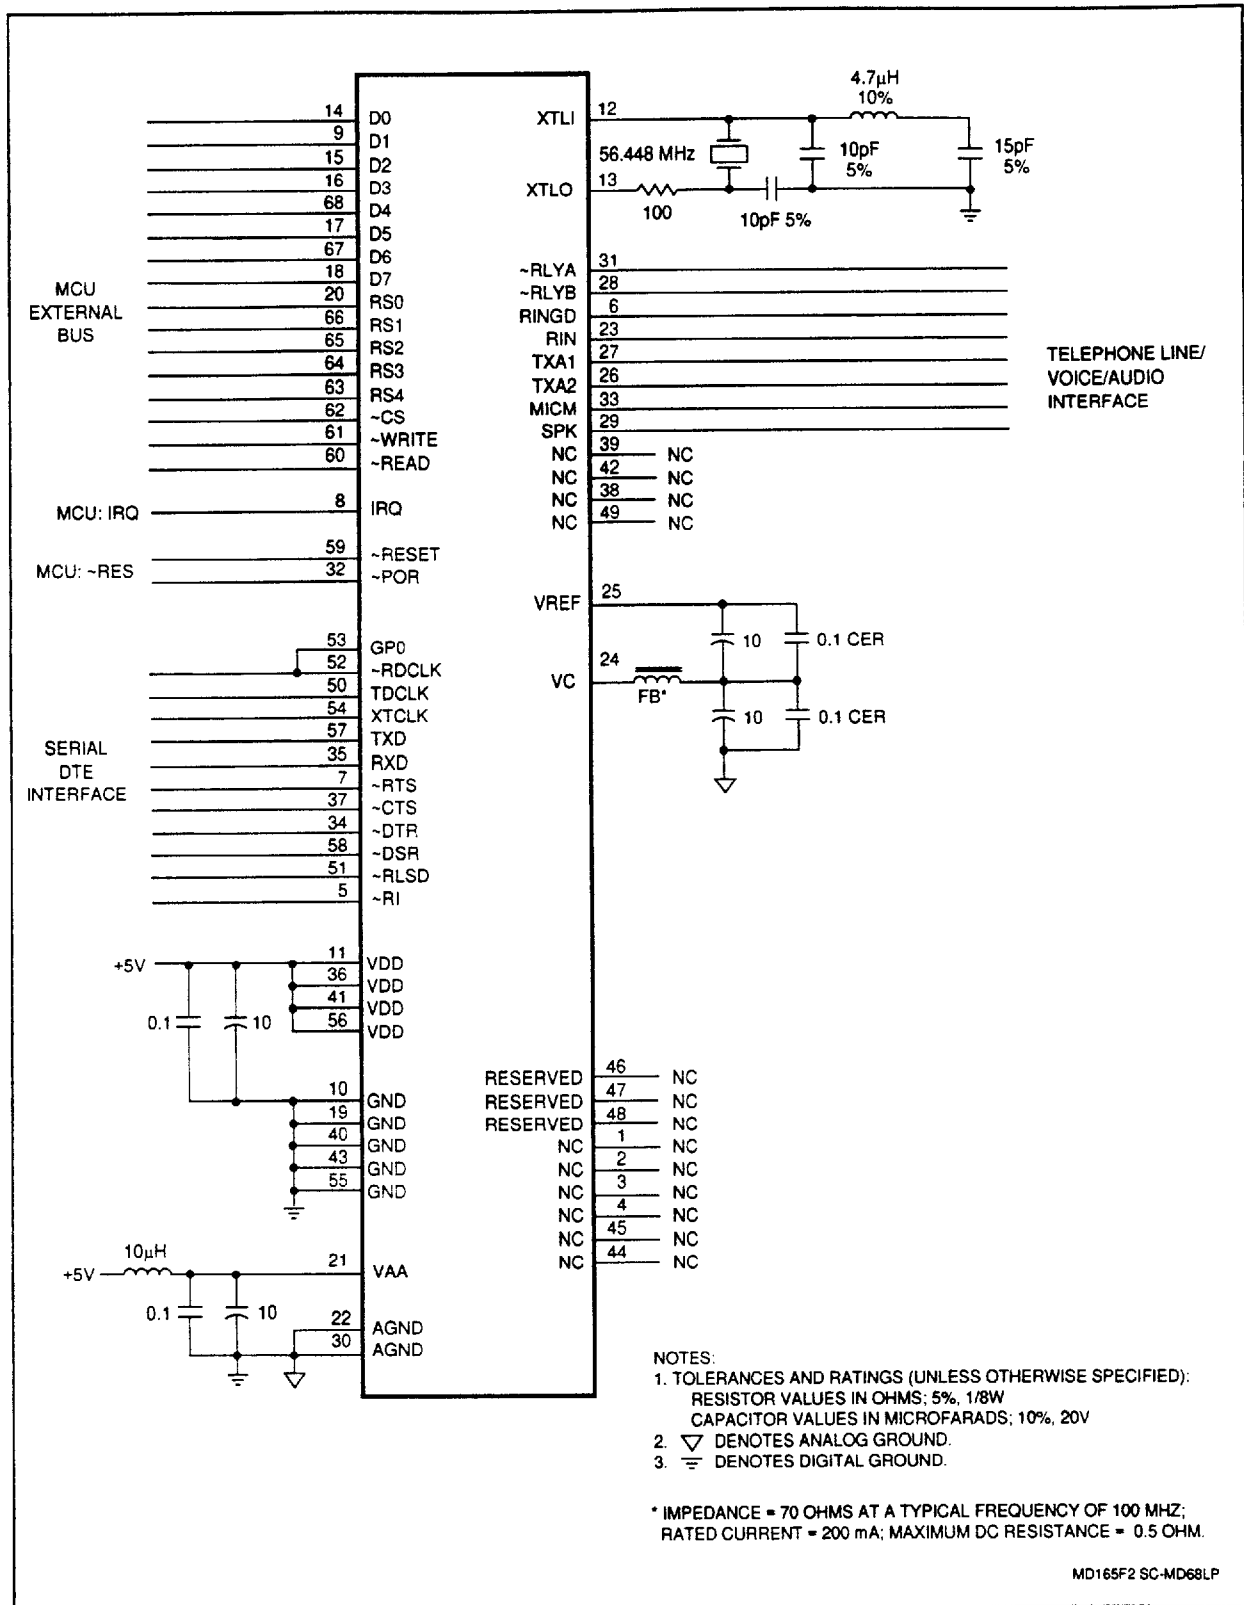 4.7µH
10%
14 D0
9 D1
15 D2
16 D3
68 D4
17 D5
67 D6
18 D7
20 RS0
66 RS1
65 RS2
64 RS3
63 RS4
62 ~CS
61 ~WRITE
60 ~READ
MCU
EXTERNAL
BUS
MCU: IRQ
8 IRQ
MCU: ~RES
59 ~RESET
32 ~POR
53 GP0
52 ~RDCLK
50 TDCLK
54 XTCLK
57 TXD
35 RXD
7 ~RTS
37 ~CTS
34 ~DTR
58 ~DSR
51 ~RLSD
5 ~RI
SERIAL
DTE
INTERFACE
+5V
11 VDD
36 VDD
41 VDD
56 VDD
0.1
10
10 GND
19 GND
40 GND
43 GND
55 GND
10µH
+5V
21 VAA
0.1
10
22 AGND
30 AGND
XTLI 12
56.448 MHz
10pF
5%
15pF
5%
XTLO 13
100
10pF 5%
~RLYA 31
~RLYB 28
RINGD 6
RIN 23
TXA1 27
TXA2 26
MICM 33
SPK 29
NC 39 NC
NC 42 NC
NC 38 NC
NC 49 NC
TELEPHONE LINE/
VOICE/AUDIO
INTERFACE
VREF 25
10
0.1 CER
VC 24
FB*
10
0.1 CER
RESERVED 46 NC
RESERVED 47 NC
RESERVED 48 NC
NC 1 NC
NC 2 NC
NC 3 NC
NC 4 NC
NC 45 NC
NC 44 NC
NOTES:
1. TOLERANCES AND RATINGS (UNLESS OTHERWISE SPECIFIED):
RESISTOR VALUES IN OHMS; 5%, 1/8W
CAPACITOR VALUES IN MICROFARADS; 10%, 20V
2. DENOTES ANALOG GROUND.
3. DENOTES DIGITAL GROUND.
* IMPEDANCE = 70 OHMS AT A TYPICAL FREQUENCY OF 100 MHZ;
RATED CURRENT = 200 mA; MAXIMUM DC RESISTANCE = 0.5 OHM.
MD165F2 SC-MD68LP